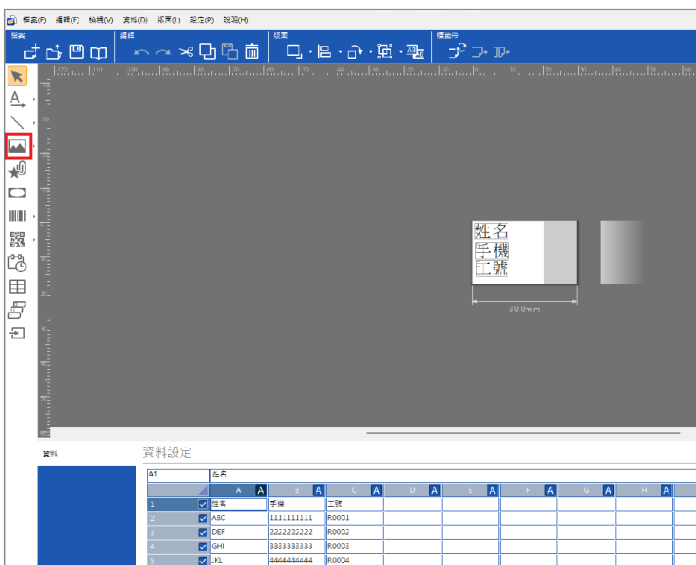 檔案(F) 編輯(F) 檢視(V) 資料(D) 版面(L) 設定(P) 說明(H)
檔案 編輯 版面 標籤帶
姓名
手機
工號
30.0mm
資料 資料設定
A1 姓名
A A B A C A D A E A F A G A H A
1 姓名 手機 工號
2 ABC 1111111111 R0001
3 DEF 2222222222 R0002
4 GHI 3333333333 R0003
5 JKL 4444444444 R0004